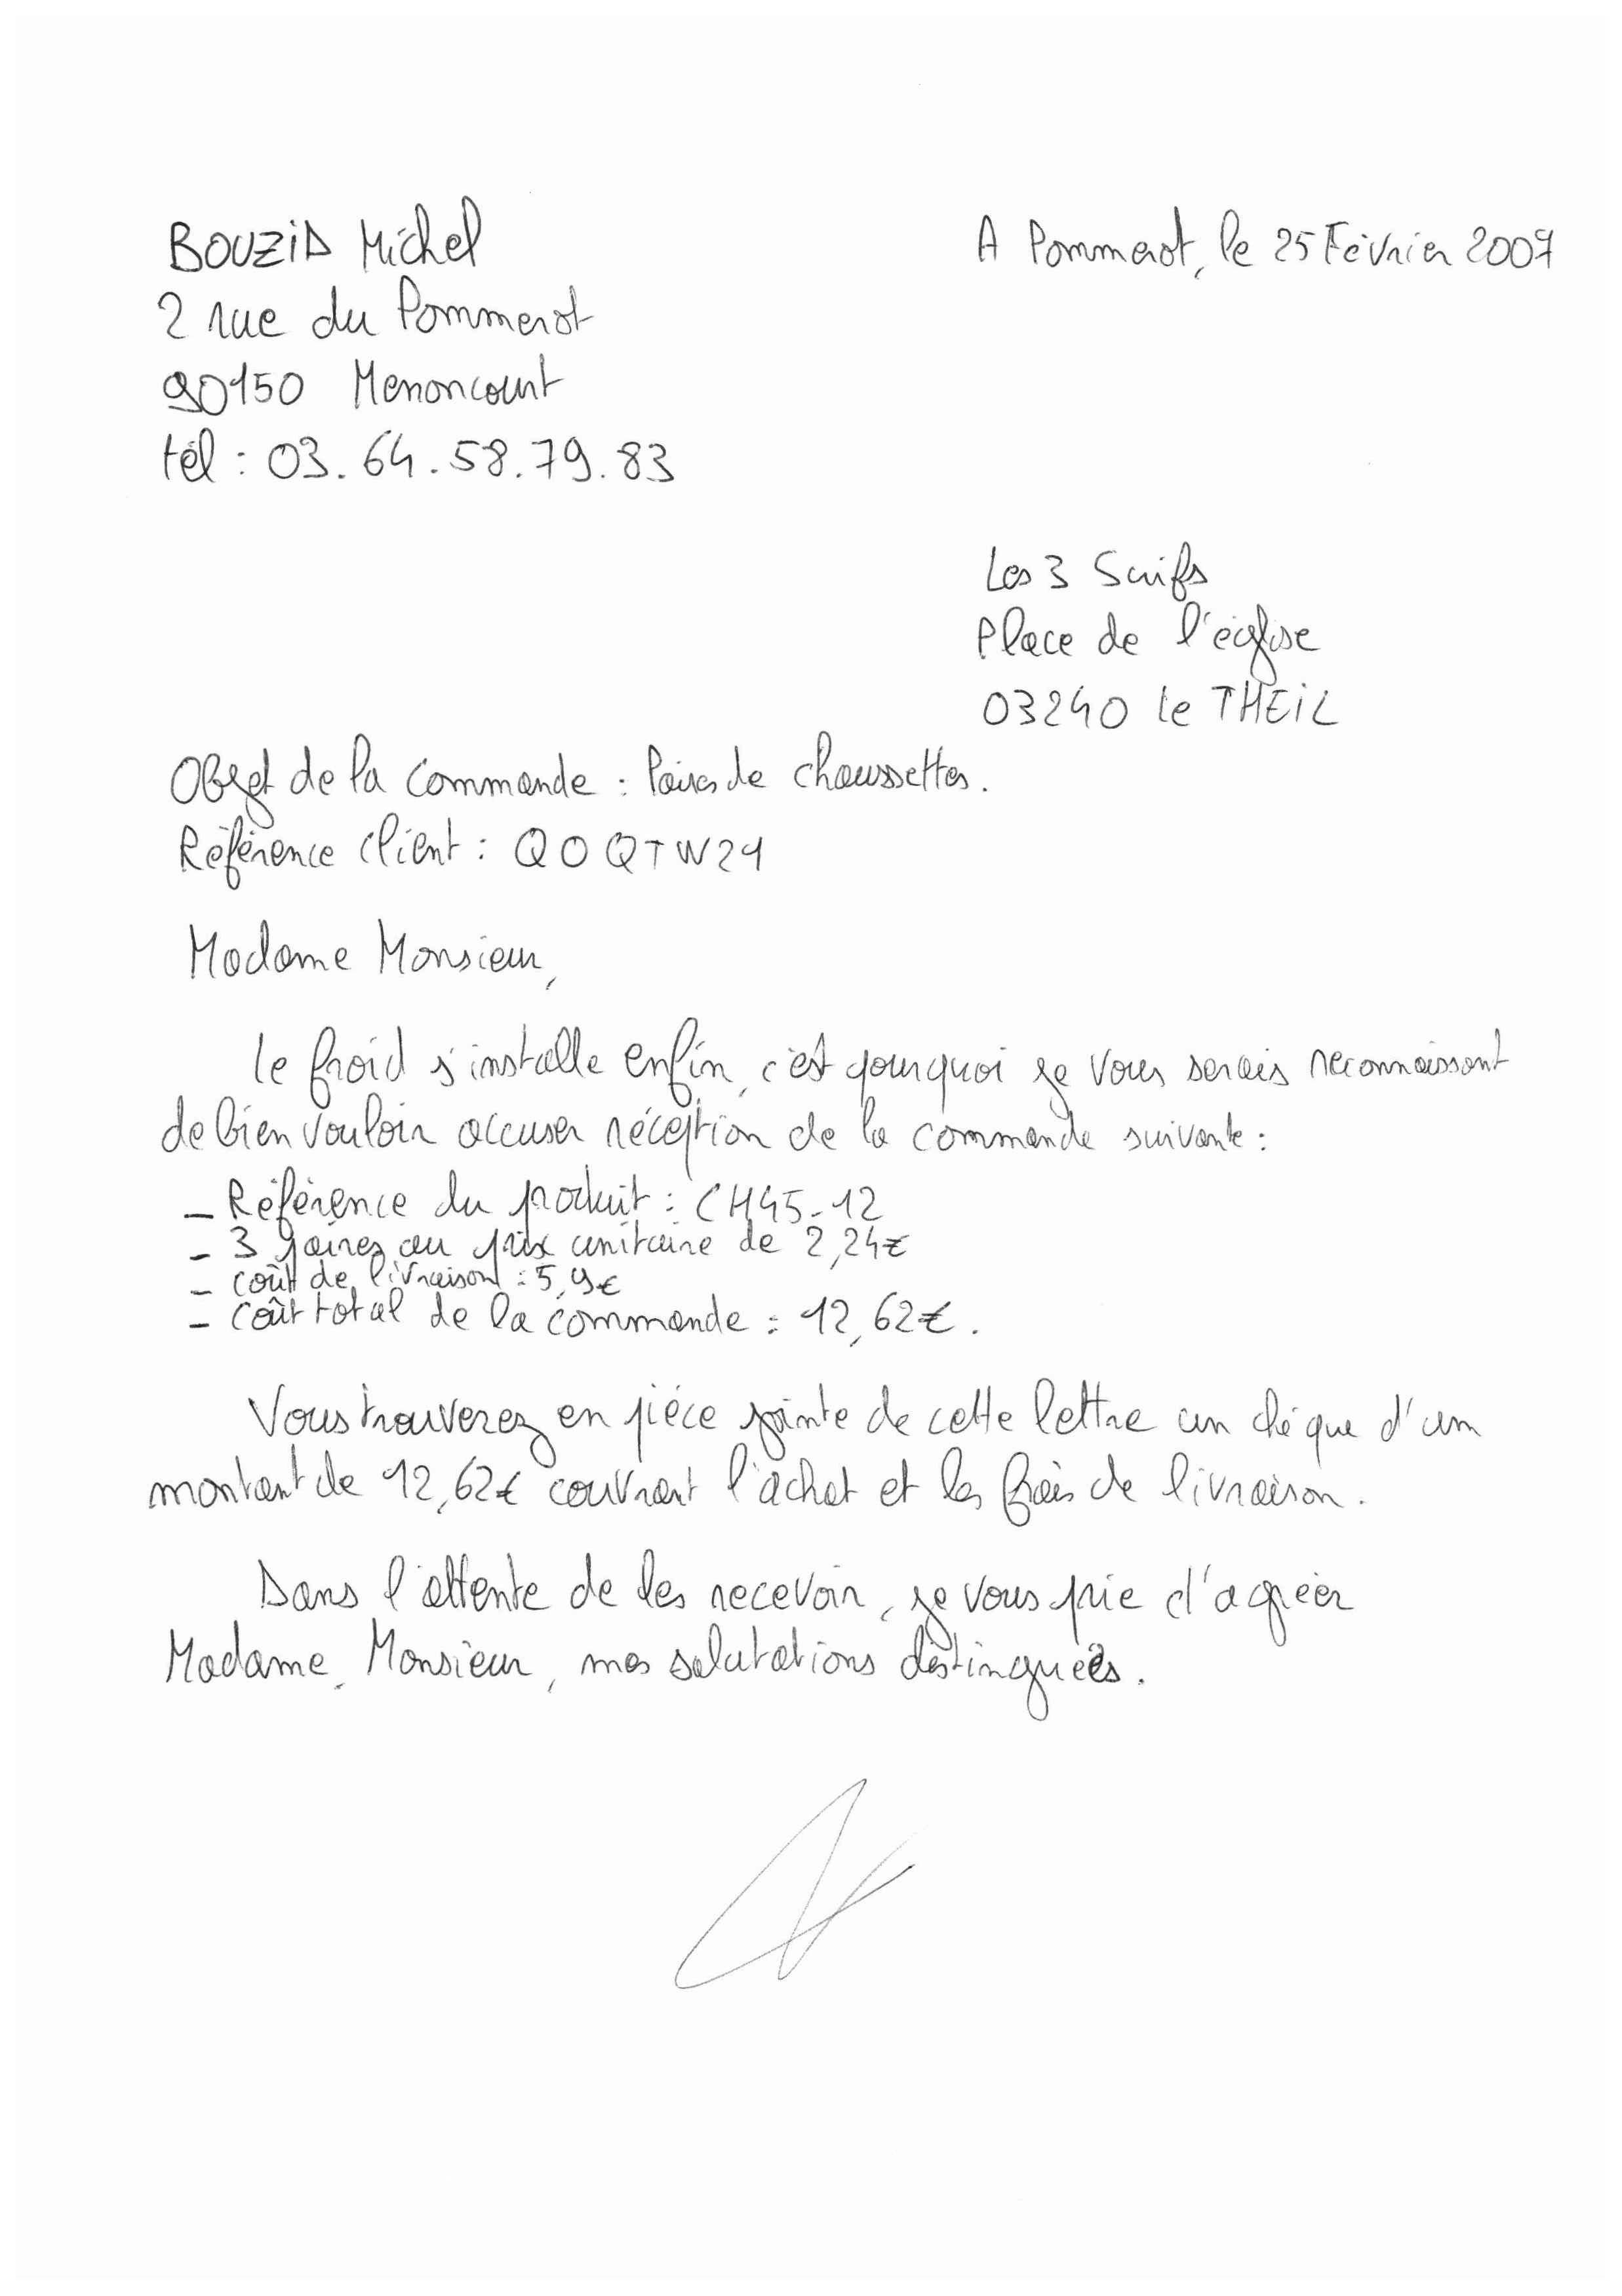 BOUZID Michel
A Pommerot, le 25 Février 2007
2 rue du Pommerot
90150 Menoncourt
tél : 03.64.58.79.83
Les 3 Suifs
Place de l'église
03240 le THEIL
Objet de la commande : Paires de chaussettes.
Référence client : QOQTW24
Madame Monsieur,
le froid s'installe enfin, c'est pourquoi je vous serais reconnaissant
de bien vouloir accuser réception de la commande suivante :
- Référence du produit : CH45-12
- 3 paires au prix unitaire de 2,24€
- coût de livraison : 5,9€
- coût total de la commande : 12,62€.
Vous trouverez en pièce jointe de cette lettre un chèque d'um
montant de 12,62€ couvrant l'achat et les frais de livraison.
Dans l'attente de les recevoir, je vous prie d'agréer
Madame, Monsieur, mes salutations distinguées.